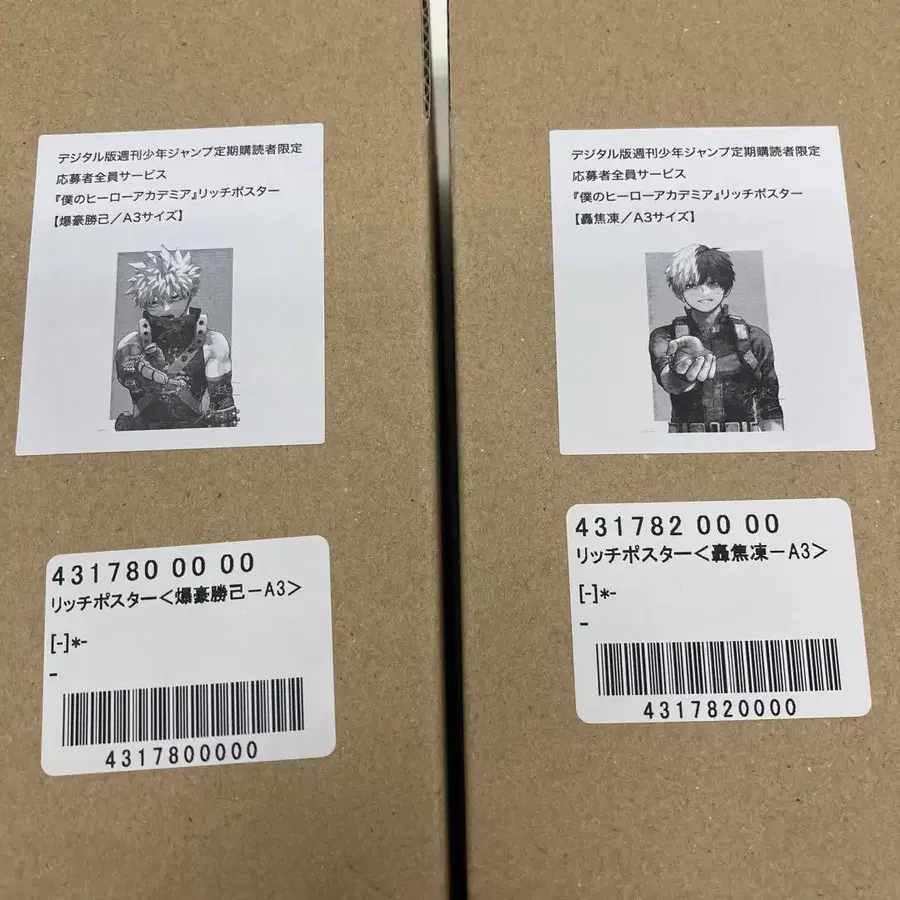 デジタル版週刊少年ジャンプ定期購読者限定
応募者全員サービス
『僕のヒーローアカデミア』リッチポスター
【爆豪勝己／A3サイズ】
431780 00 00
リッチポスター＜爆豪勝己－A3＞
[-]*-
-
4317800000
デジタル版週刊少年ジャンプ定期購読者限定
応募者全員サービス
『僕のヒーローアカデミア』リッチポスター
【轟焦凍／A3サイズ】
431782 00 00
リッチポスター＜轟焦凍－A3＞
[-]*-
-
4317820000